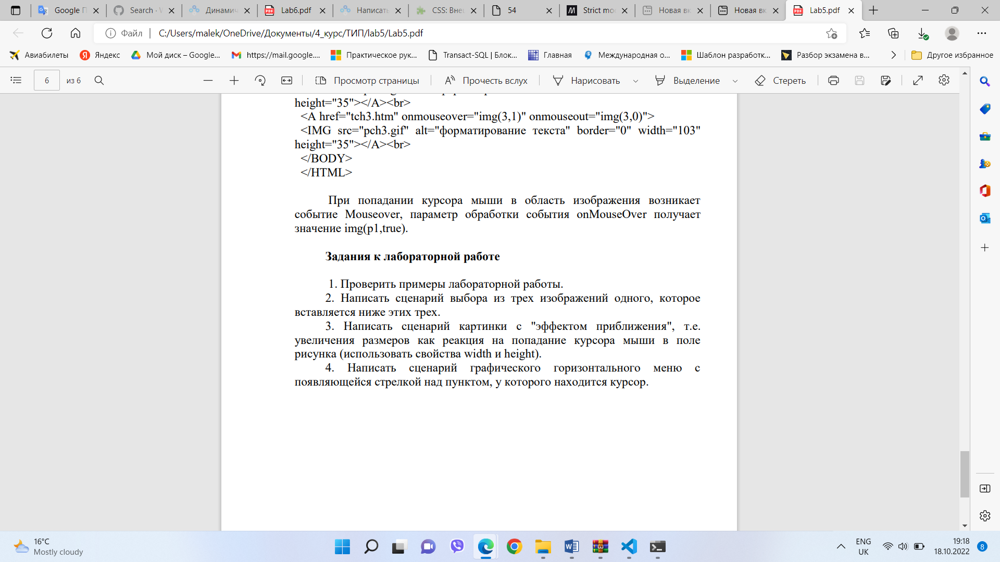 Google П
Search ·
Динамич
Lab6.pdf
Написать
CSS: Вне
54
Strict mo
Новая вк
Новая вк
Lab5.pdf
Файл
C:/Users/malek/OneDrive/Документы/4_курс/ТИП/lab5/Lab5.pdf
Авиабилеты
Яндекс
Мой диск – Google...
https://mail.google....
Практическое рук...
Transact-SQL | Блок...
Главная
Международная о...
Шаблон разработк...
Разбор экзамена в...
Другое избранное
6 из 6
Просмотр страницы
Прочесть вслух
Нарисовать
Выделение
Стереть
height="35"></A><br>
<A href="tch3.htm" onmouseover="img(3,1)" onmouseout="img(3,0)">
<IMG src="pch3.gif" alt="форматирование текста" border="0" width="103"
height="35"></A><br>
</BODY>
</HTML>
При попадании курсора мыши в область изображения возникает
событие Mouseover, параметр обработки события onMouseOver получает
значение img(p1,true).
Задания к лабораторной работе
1. Проверить примеры лабораторной работы.
2. Написать сценарий выбора из трех изображений одного, которое
вставляется ниже этих трех.
3. Написать сценарий картинки с "эффектом приближения", т.е.
увеличения размеров как реакция на попадание курсора мыши в поле
рисунка (использовать свойства width и height).
4. Написать сценарий графического горизонтального меню с
появляющейся стрелкой над пунктом, у которого находится курсор.
16°C
Mostly cloudy
ENG
UK
19:18
18.10.2022
8